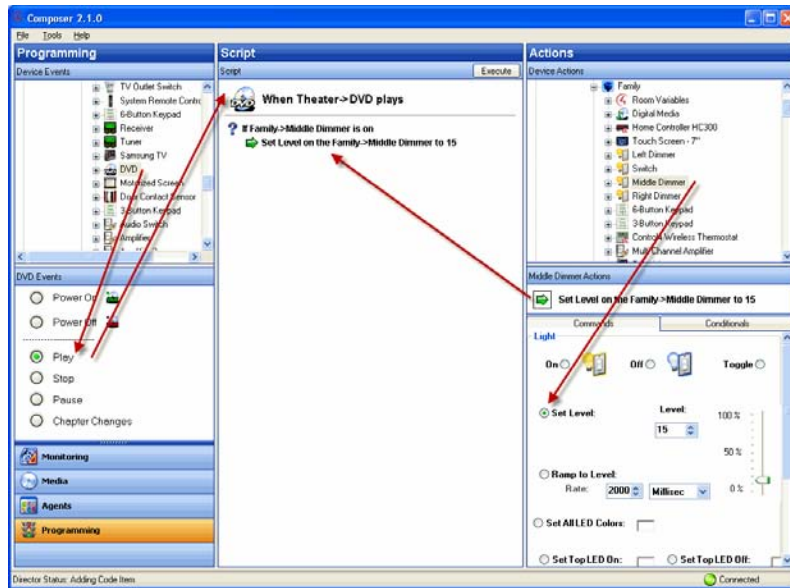 Composer 2.1.0
File Tools Help
Programming
Device Events
TV Outlet Switch
System Remote Contro
6-Button Keypad
Receiver
Tuner
Samsung TV
DVD
Motorized Screen
Door Contact Sensor
3-Button Keypad
Audio Switch
Amplifier
DVD Events
Power On
Power Off
Play
Stop
Pause
Chapter Changes
Monitoring
Media
Agents
Programming
Director Status: Adding Code Item
Script
Script Execute
When Theater->DVD plays
? If Family->Middle Dimmer is on
Set Level on the Family->Middle Dimmer to 15
Actions
Device Actions
Family
Room Variables
Digital Media
Home Controller HC300
Touch Screen - 7"
Left Dimmer
Switch
Middle Dimmer
Right Dimmer
6-Button Keypad
3-Button Keypad
Control4 Wireless Thermostat
Multi Channel Amplifier
Middle Dimmer Actions
Set Level on the Family->Middle Dimmer to 15
Commands Conditionals
Light
On Off Toggle
Set Level: Level: 100 %
15
50 %
Ramp to Level:
Rate: 2000 Millisec 0 %
Set All LED Colors:
Set Top LED On: Set Top LED Off:
Connected